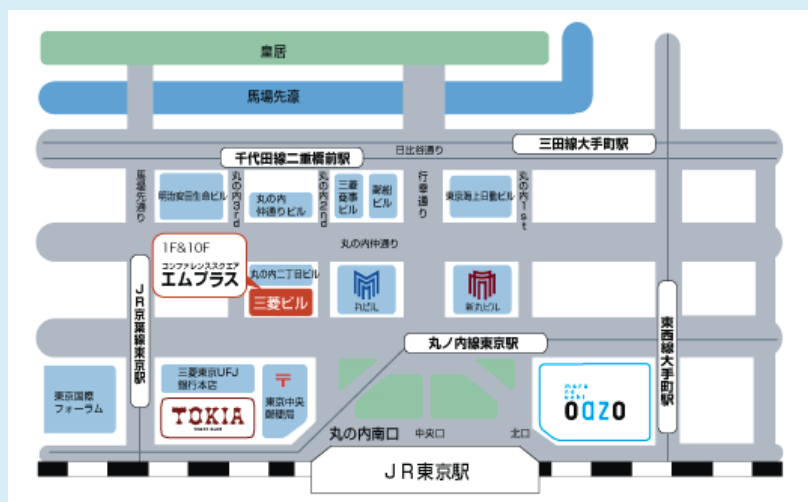 皇居
馬場先濠
日比谷通り
三田線大手町駅
千代田線二重橋前駅
馬場先通り
明治安田生命ビル
丸の内3rd
丸の内
仲通りビル
丸の内2nd
三菱
商事
ビル
郵船
ビル
行幸通り
東京海上日動ビル
丸の内1st
丸の内仲通り
1F&10F
コンファレンススクエア
エムプラス
丸の内二丁目ビル
三菱ビル
丸ビル
新丸ビル
JR京葉線東京駅
丸ノ内線東京駅
東西線大手町駅
東京国際
フォーラム
三菱東京UFJ
銀行本店
TOKIA
東京中央
郵便局
〒
oazo
丸の内南口
中央口
北口
JR東京駅